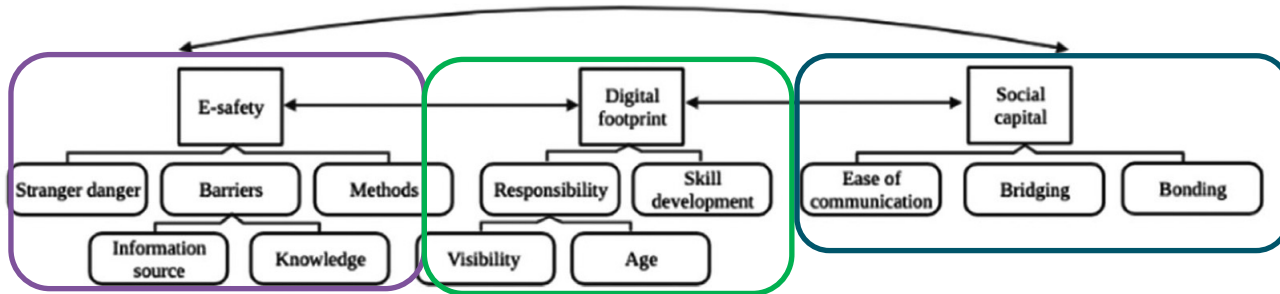 E-safety
Digital
footprint
Social
capital
Stranger danger
Barriers
Methods
Responsibility
Skill
development
Ease of
communication
Bridging
Bonding
Information
source
Knowledge
Visibility
Age